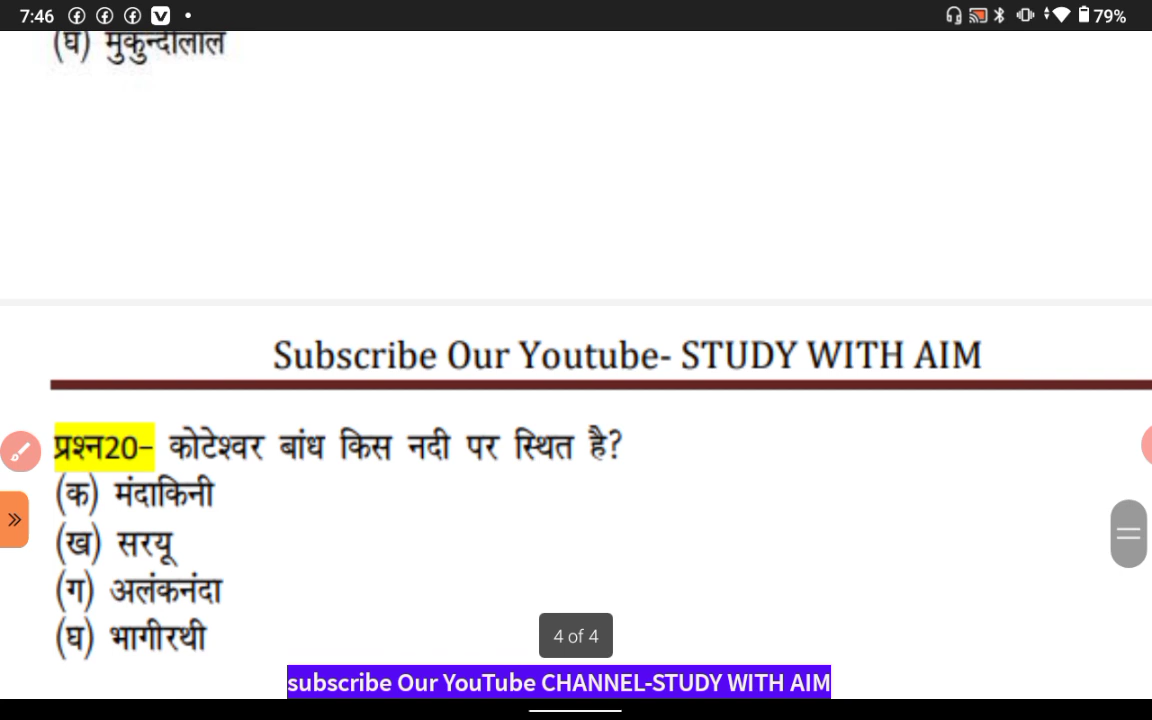 7:46
79%
(घ) मुकुन्दीलाल
Subscribe Our Youtube- STUDY WITH AIM
प्रश्न20- कोटेश्वर बांध किस नदी पर स्थित है?
(क) मंदाकिनी
(ख) सरयू
(ग) अलंकनंदा
(घ) भागीरथी
4 of 4
subscribe Our YouTube CHANNEL-STUDY WITH AIM